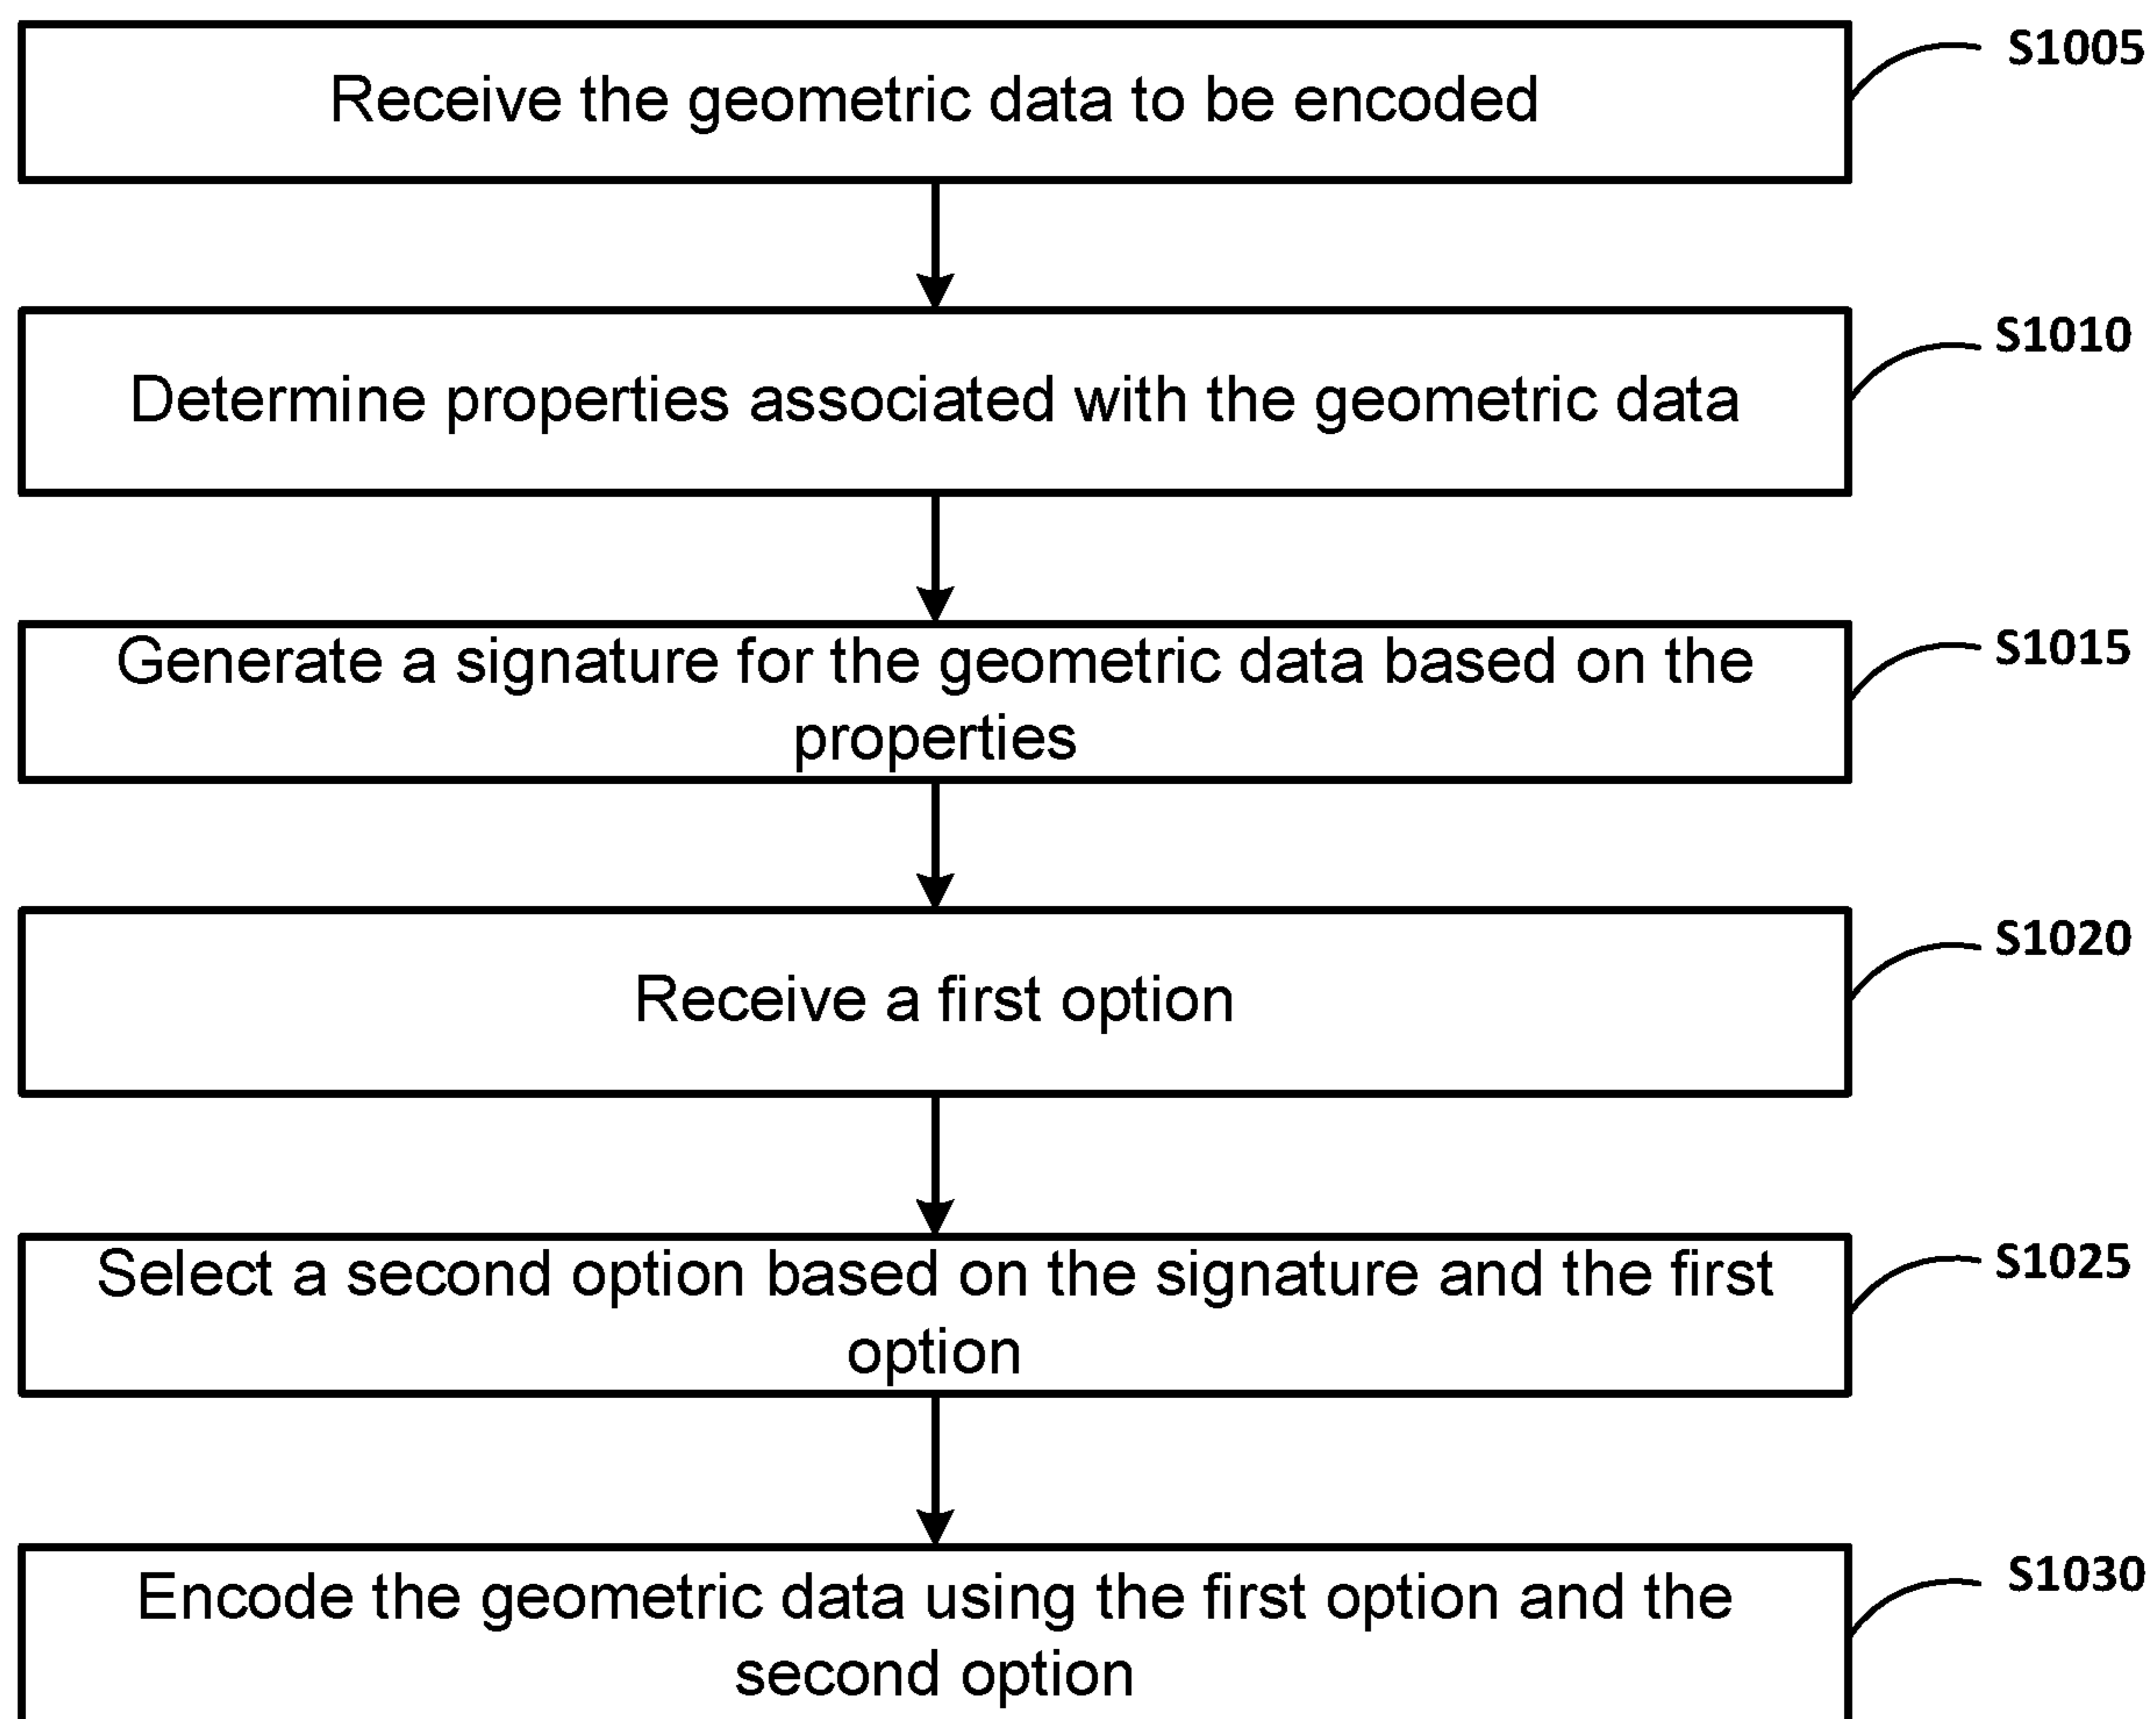 Receive the geometric data to be encoded
S1005
Determine properties associated with the geometric data
S1010
Generate a signature for the geometric data based on the
properties
S1015
Receive a first option
S1020
Select a second option based on the signature and the first
option
S1025
Encode the geometric data using the first option and the
second option
S1030